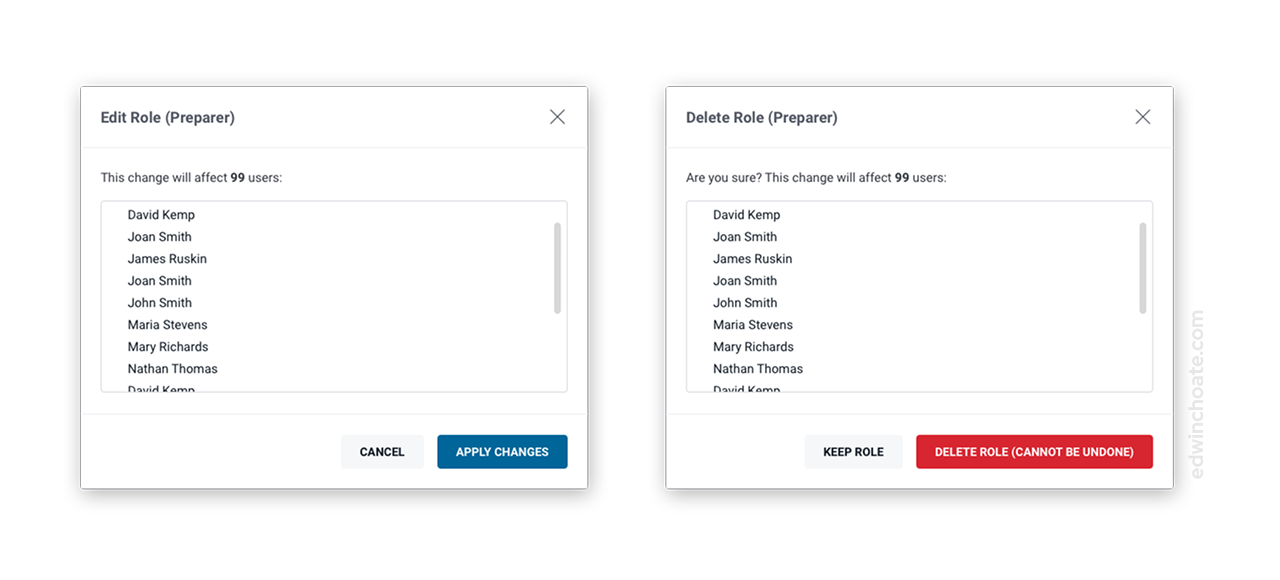 Edit Role (Preparer)
This change will affect 99 users:
David Kemp
Joan Smith
James Ruskin
Joan Smith
John Smith
Maria Stevens
Mary Richards
Nathan Thomas
David Kemp
CANCEL
APPLY CHANGES
Delete Role (Preparer)
Are you sure? This change will affect 99 users:
David Kemp
Joan Smith
James Ruskin
Joan Smith
John Smith
Maria Stevens
Mary Richards
Nathan Thomas
David Kemp
KEEP ROLE
DELETE ROLE (CANNOT BE UNDONE)
edwinchoate.com